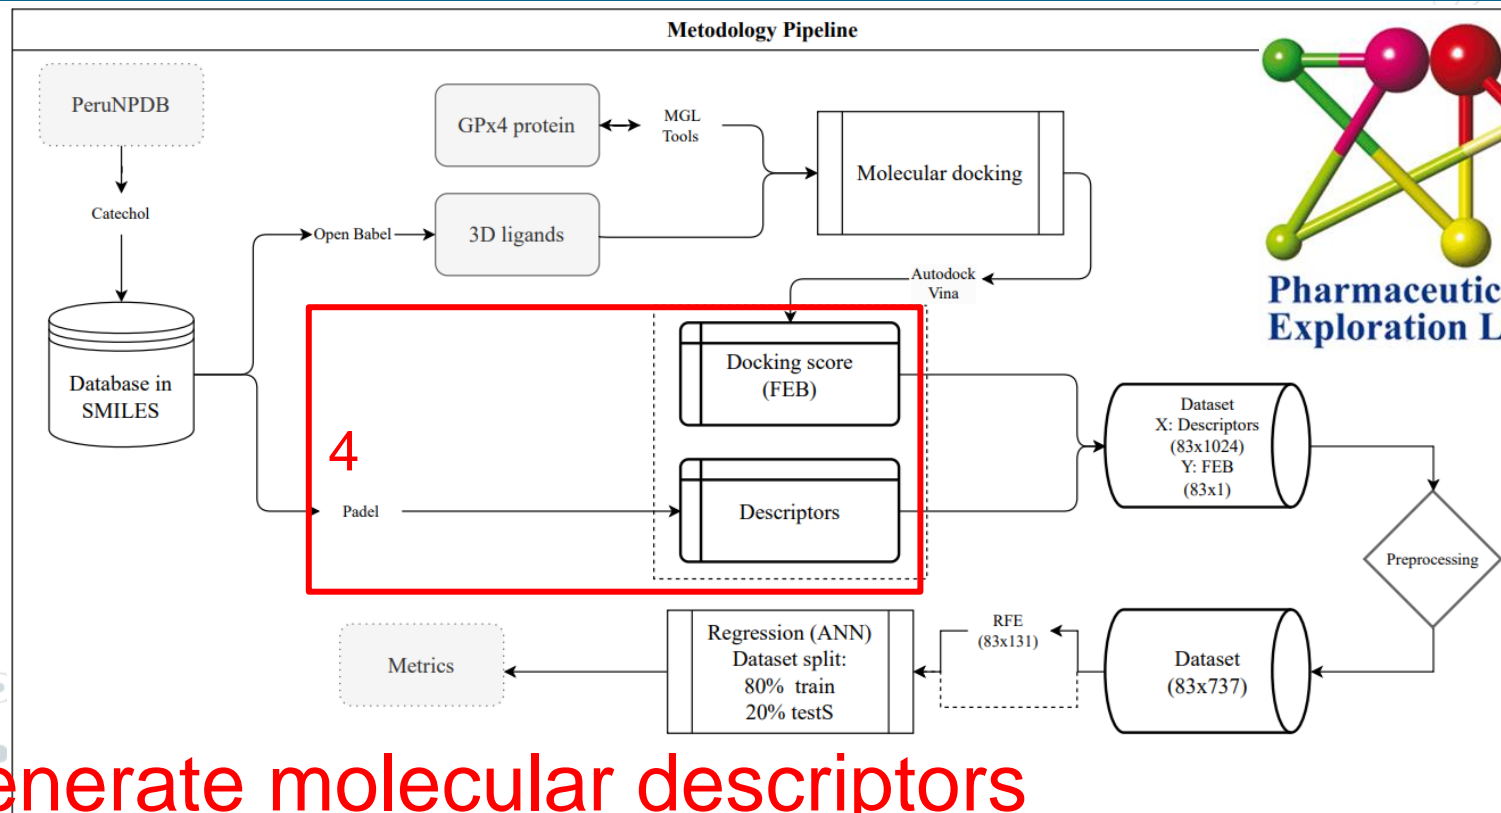 Metodology Pipeline
PeruNPDB
GPx4 protein
MGL
Tools
Molecular docking
Catechol
Open Babel
3D ligands
Autodock
Vina
Pharmaceutic
Exploration L
Database in
SMILES
Docking score
(FEB)
4
Padel
Descriptors
Dataset
X: Descriptors
(83x1024)
Y: FEB
(83x1)
Preprocessing
Metrics
Regression (ANN)
Dataset split:
80% train
20% testS
RFE
(83x131)
Dataset
(83x737)
enerate molecular descriptors